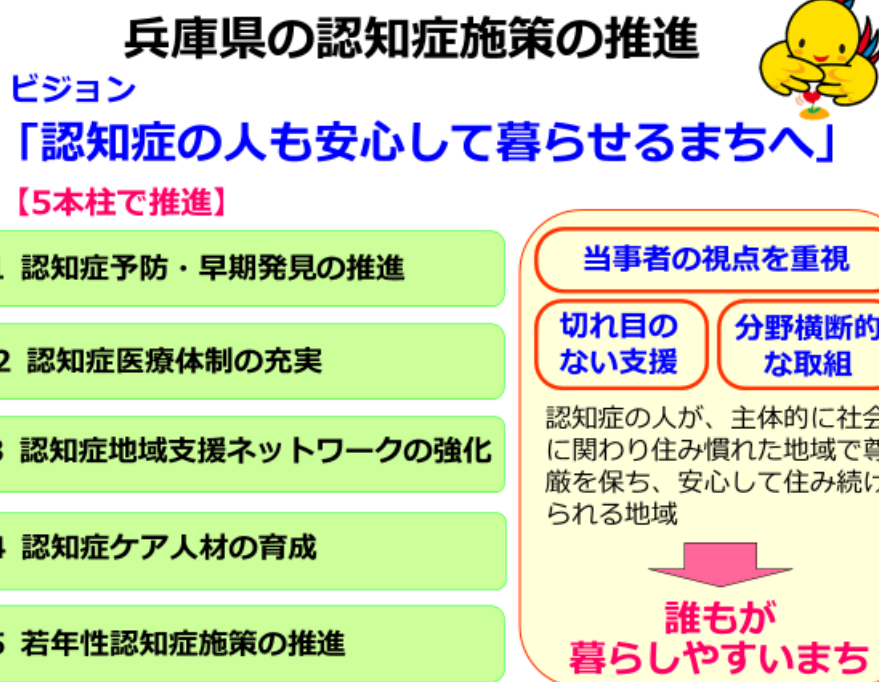 兵庫県の認知症施策の推進
ビジョン
「認知症の人も安心して暮らせるまちへ」
【5本柱で推進】
1 認知症予防・早期発見の推進
2 認知症医療体制の充実
3 認知症地域支援ネットワークの強化
4 認知症ケア人材の育成
5 若年性認知症施策の推進
当事者の視点を重視
切れ目の
ない支援
分野横断的
な取組
認知症の人が、主体的に社会
に関わり住み慣れた地域で尊
厳を保ち、安心して住み続け
られる地域
誰もが
暮らしやすいまち